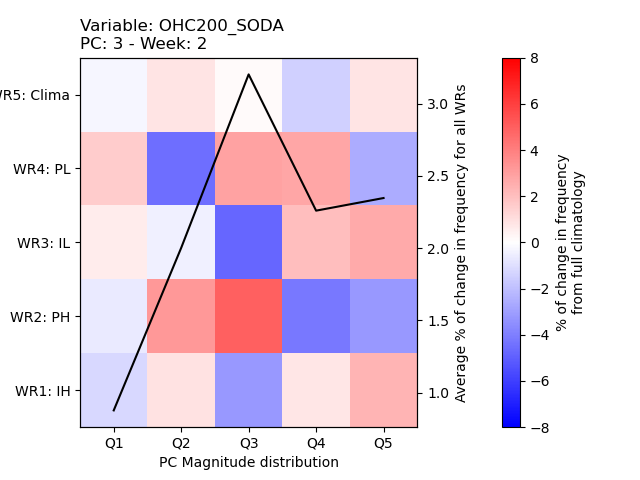 Variable: OHC200_SODA
PC: 3 - Week: 2
WR5: Clima
WR4: PL
WR3: IL
WR2: PH
WR1: IH
Q1 Q2 Q3 Q4 Q5
PC Magnitude distribution
3.0
2.5
2.0
1.5
1.0
Average % of change in frequency for all WRs
8
6
4
2
0
−2
−4
−6
−8
% of change in frequency
from full climatology